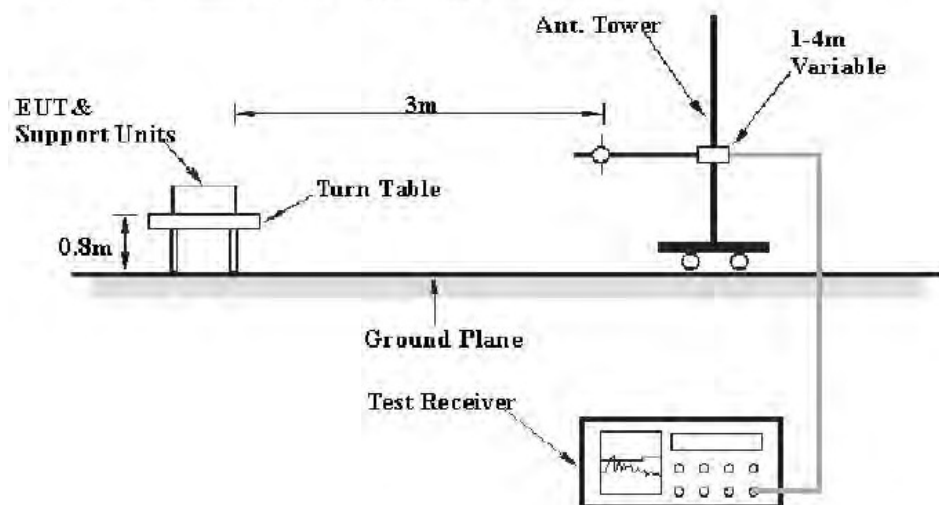 Ant. Tower
1-4m
Variable
3m
EUT&
Support Units
Turn Table
0.8m
Ground Plane
Test Receiver